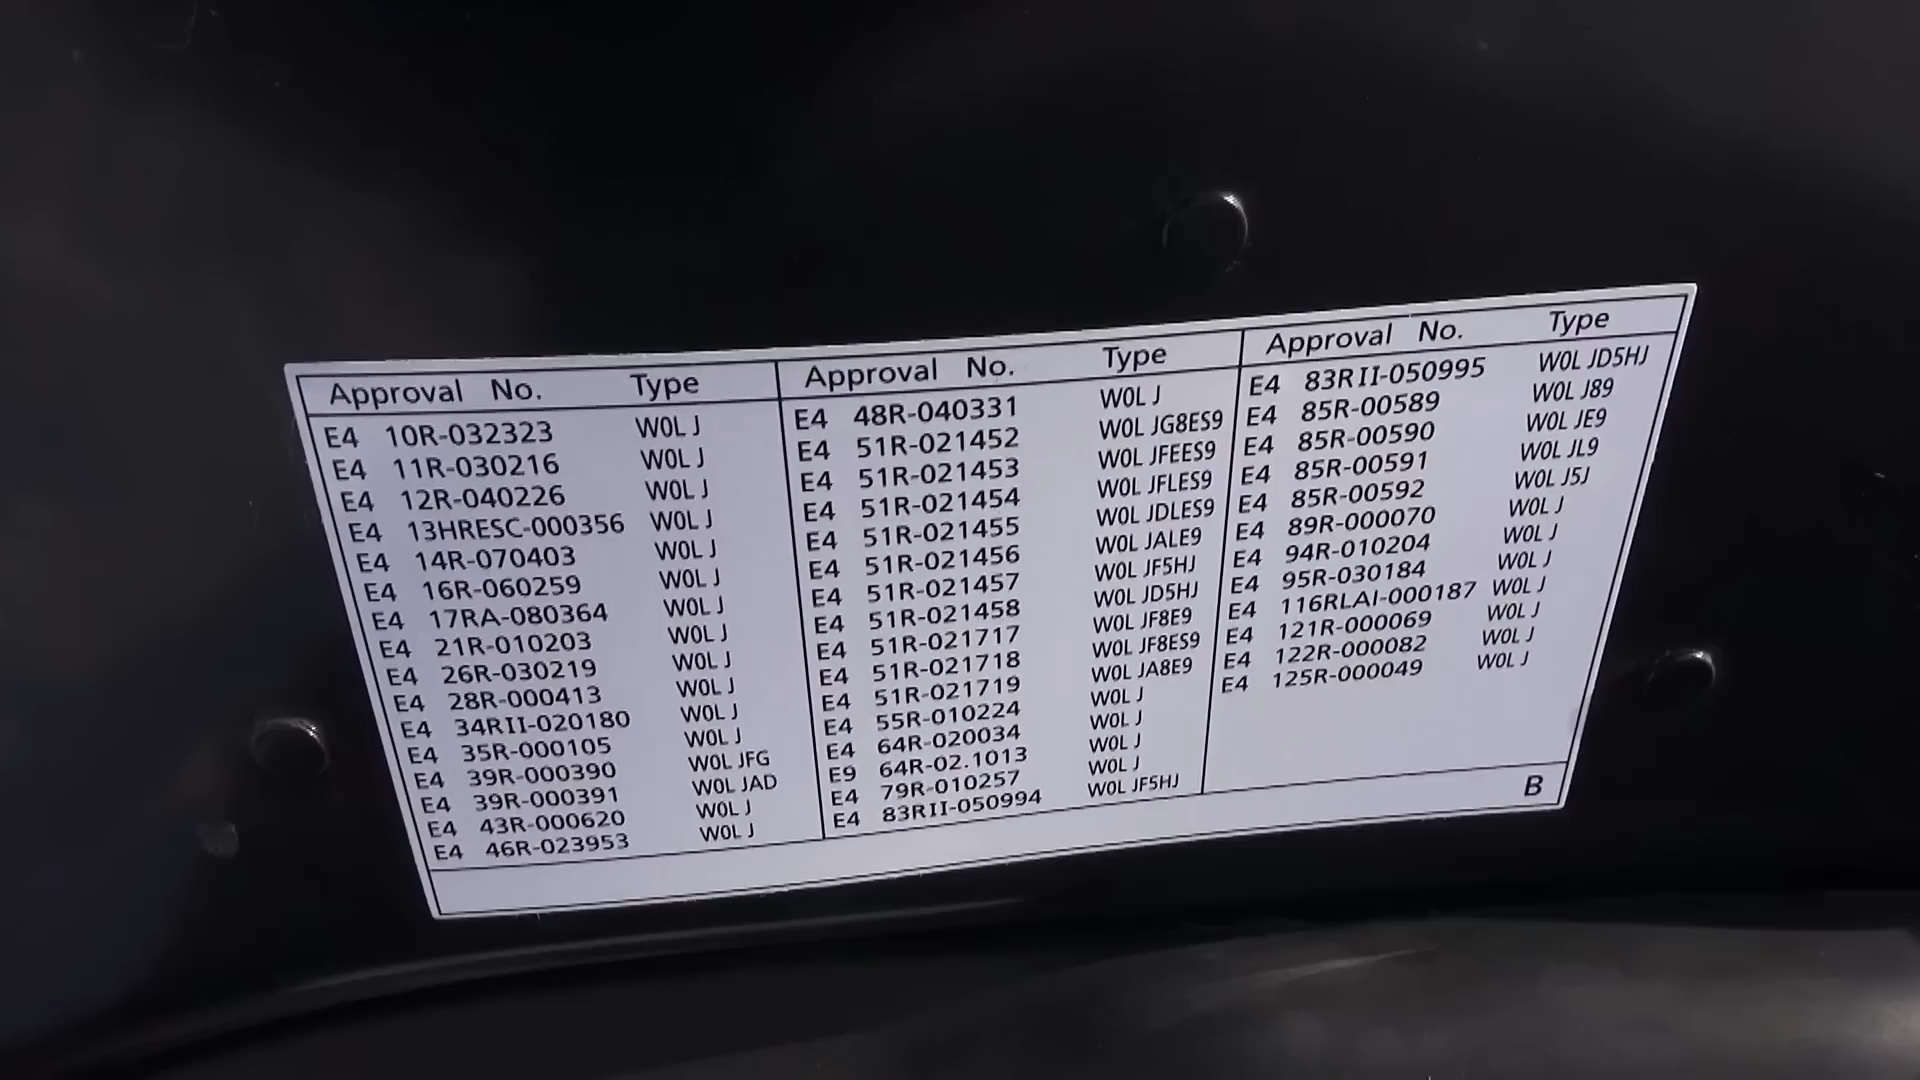 Approval No. Type
E4 10R-032323 W0L J
E4 11R-030216 W0L J
E4 12R-040226 W0L J
E4 13HRESC-000356 W0L J
E4 14R-070403 W0L J
E4 16R-060259 W0L J
E4 17RA-080364 W0L J
E4 21R-010203 W0L J
E4 26R-030219 W0L J
E4 28R-000413 W0L J
E4 34RII-020180 W0L J
E4 35R-000105 W0L J
E4 39R-000390 W0L JFG
E4 39R-000391 W0L JAD
E4 43R-000620 W0L J
E4 46R-023953 W0L J
Approval No. Type
E4 48R-040331 W0L J
E4 51R-021452 W0L JG8ES9
E4 51R-021453 W0L JFEES9
E4 51R-021454 W0L JFLES9
E4 51R-021455 W0L JDLES9
E4 51R-021456 W0L JALE9
E4 51R-021457 W0L JF5HJ
E4 51R-021458 W0L JD5HJ
E4 51R-021717 W0L JF8E9
E4 51R-021718 W0L JF8ES9
E4 51R-021719 W0L JA8E9
E4 55R-010224 W0L J
E4 64R-020034 W0L J
E9 64R-02.1013 W0L J
E4 79R-010257 W0L J
E4 83RII-050994 W0L JF5HJ
Approval No. Type
E4 83RII-050995 W0L JD5HJ
E4 85R-00589 W0L J89
E4 85R-00590 W0L JE9
E4 85R-00591 W0L JL9
E4 85R-00592 W0L J5J
E4 89R-000070 W0L J
E4 94R-010204 W0L J
E4 95R-030184 W0L J
E4 116RLAI-000187 W0L J
E4 121R-000069 W0L J
E4 122R-000082 W0L J
E4 125R-000049 W0L J
B